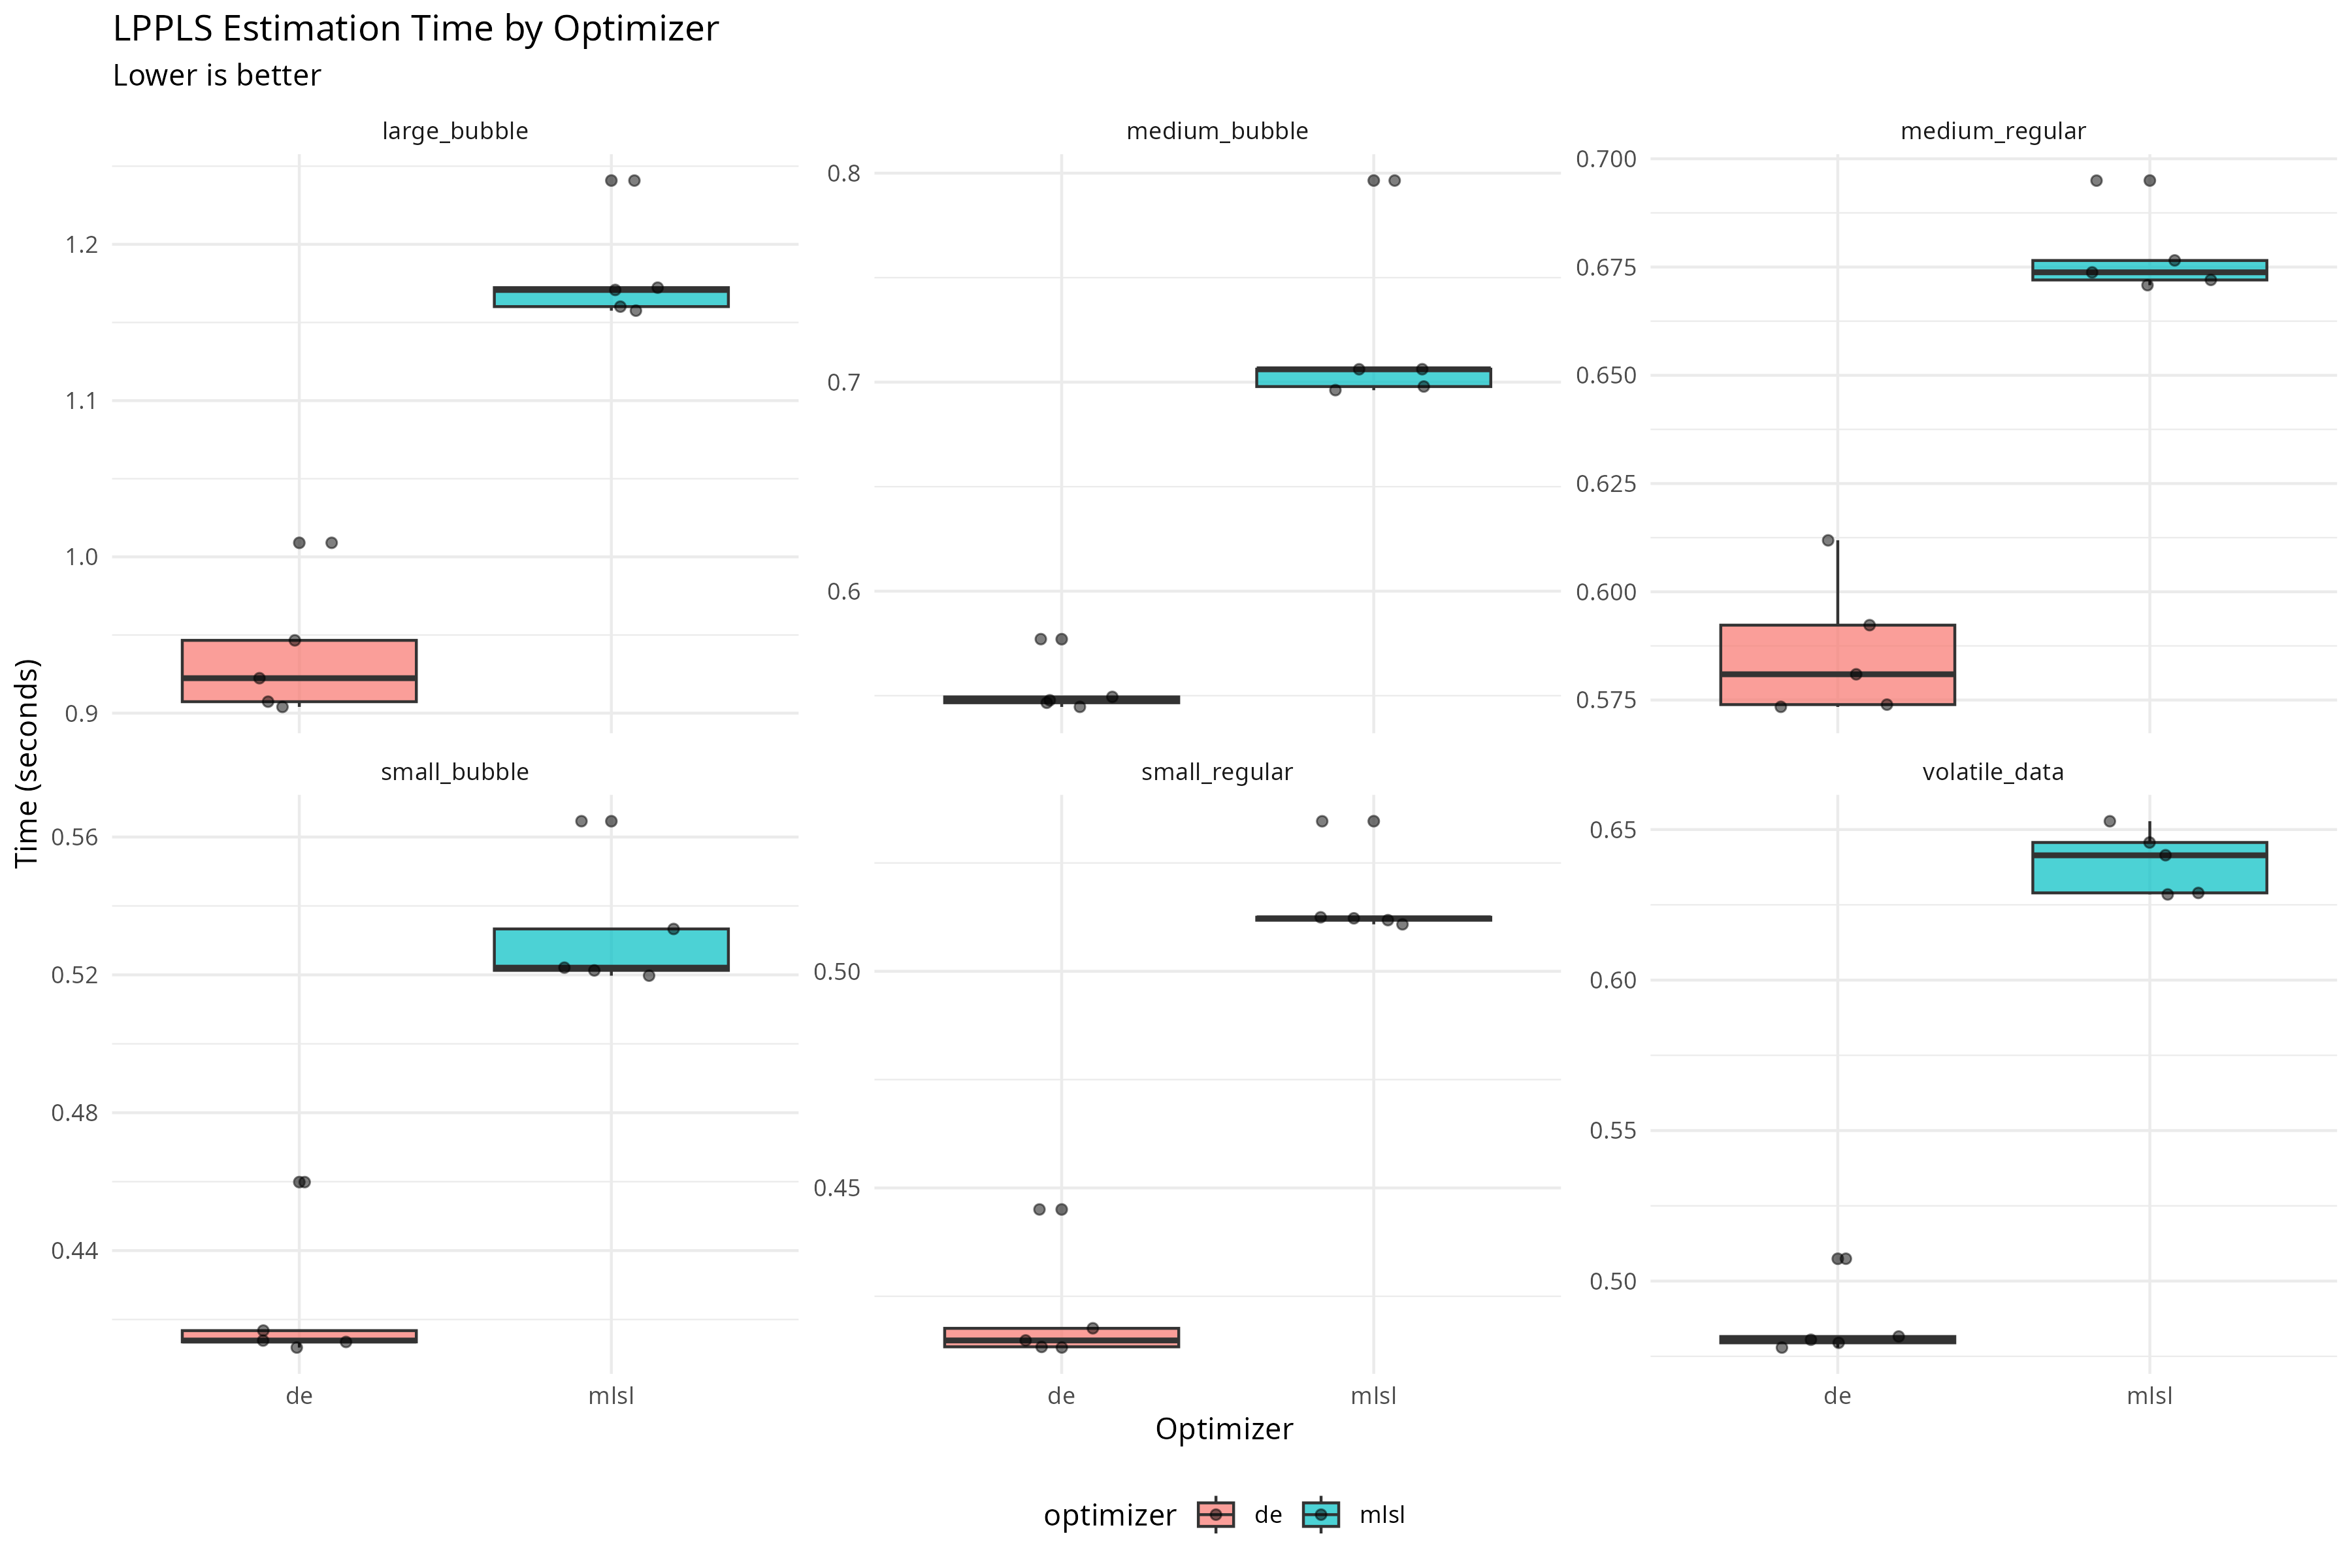 LPPLS Estimation Time by Optimizer
Lower is better
large_bubble
medium_bubble
medium_regular
1.2
1.1
1.0
0.9
0.8
0.7
0.6
0.700
0.675
0.650
0.625
0.600
0.575
Time (seconds)
small_bubble
small_regular
volatile_data
0.56
0.52
0.48
0.44
0.50
0.45
0.65
0.60
0.55
0.50
de
mlsl
de
mlsl
de
mlsl
Optimizer
optimizer de mlsl